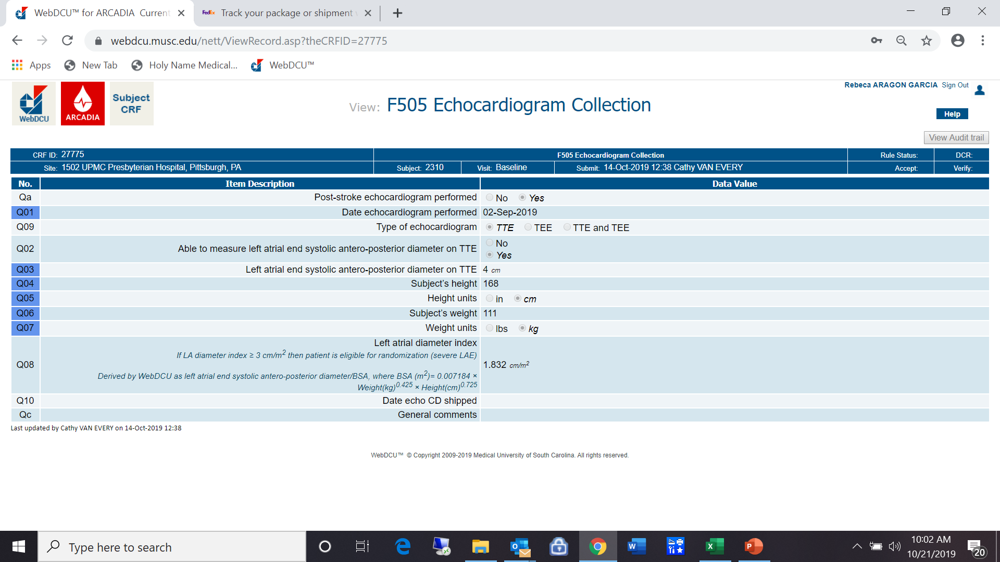 WebDCU™ for ARCADIA Current
FedEx Track your package or shipment
webdcu.musc.edu/nett/ViewRecord.asp?theCRFID=27775
Apps New Tab Holy Name Medical... WebDCU™
Rebeca ARAGON GARCIA Sign Out
WebDCU
ARCADIA
Subject
CRF
View: F505 Echocardiogram Collection
Help
View Audit trail
CRF ID: 27775 F505 Echocardiogram Collection Rule Status: DCR:
Site: 1502 UPMC Presbyterian Hospital, Pittsburgh, PA Subject: 2310 Visit: Baseline Submit: 14-Oct-2019 12:38 Cathy VAN EVERY Accept: Verify:
No. Item Description Data Value
Qa Post-stroke echocardiogram performed No Yes
Q01 Date echocardiogram performed 02-Sep-2019
Q09 Type of echocardiogram TTE TEE TTE and TEE
Q02 Able to measure left atrial end systolic antero-posterior diameter on TTE No
Yes
Q03 Left atrial end systolic antero-posterior diameter on TTE 4 cm
Q04 Subject's height 168
Q05 Height units in cm
Q06 Subject's weight 111
Q07 Weight units lbs kg
Q08 Left atrial diameter index
If LA diameter index ≥ 3 cm/m2 then patient is eligible for randomization (severe LAE)
1.832 cm/m2
Derived by WebDCU as left atrial end systolic antero-posterior diameter/BSA, where BSA (m2)= 0.007184 ×
Weight(kg)0.425 × Height(cm)0.725
Q10 Date echo CD shipped
Qc General comments
Last updated by Cathy VAN EVERY on 14-Oct-2019 12:38
WebDCU™ © Copyright 2009-2019 Medical University of South Carolina. All rights reserved.
Type here to search
10:02 AM
10/21/2019
20